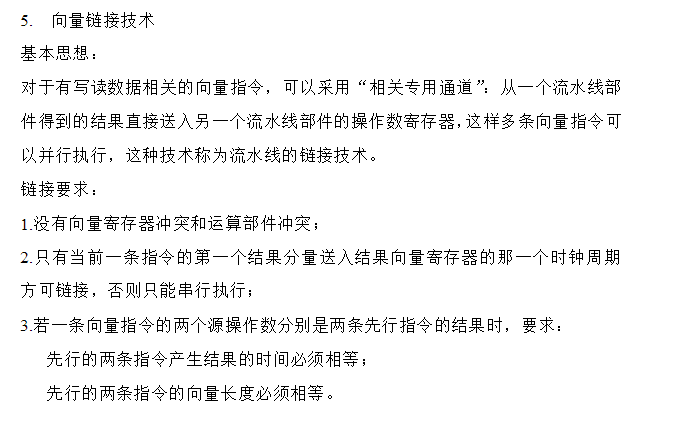 5. 向量链接技术
基本思想：
对于有写读数据相关的向量指令，可以采用“相关专用通道”：从一个流水线部
件得到的结果直接送入另一个流水线部件的操作数寄存器，这样多条向量指令可
以并行执行，这种技术称为流水线的链接技术。
链接要求：
1.没有向量寄存器冲突和运算部件冲突；
2.只有当前一条指令的第一个结果分量送入结果向量寄存器的那一个时钟周期
方可链接，否则只能串行执行；
3.若一条向量指令的两个源操作数分别是两条先行指令的结果时，要求：
先行的两条指令产生结果的时间必须相等；
先行的两条指令的向量长度必须相等。